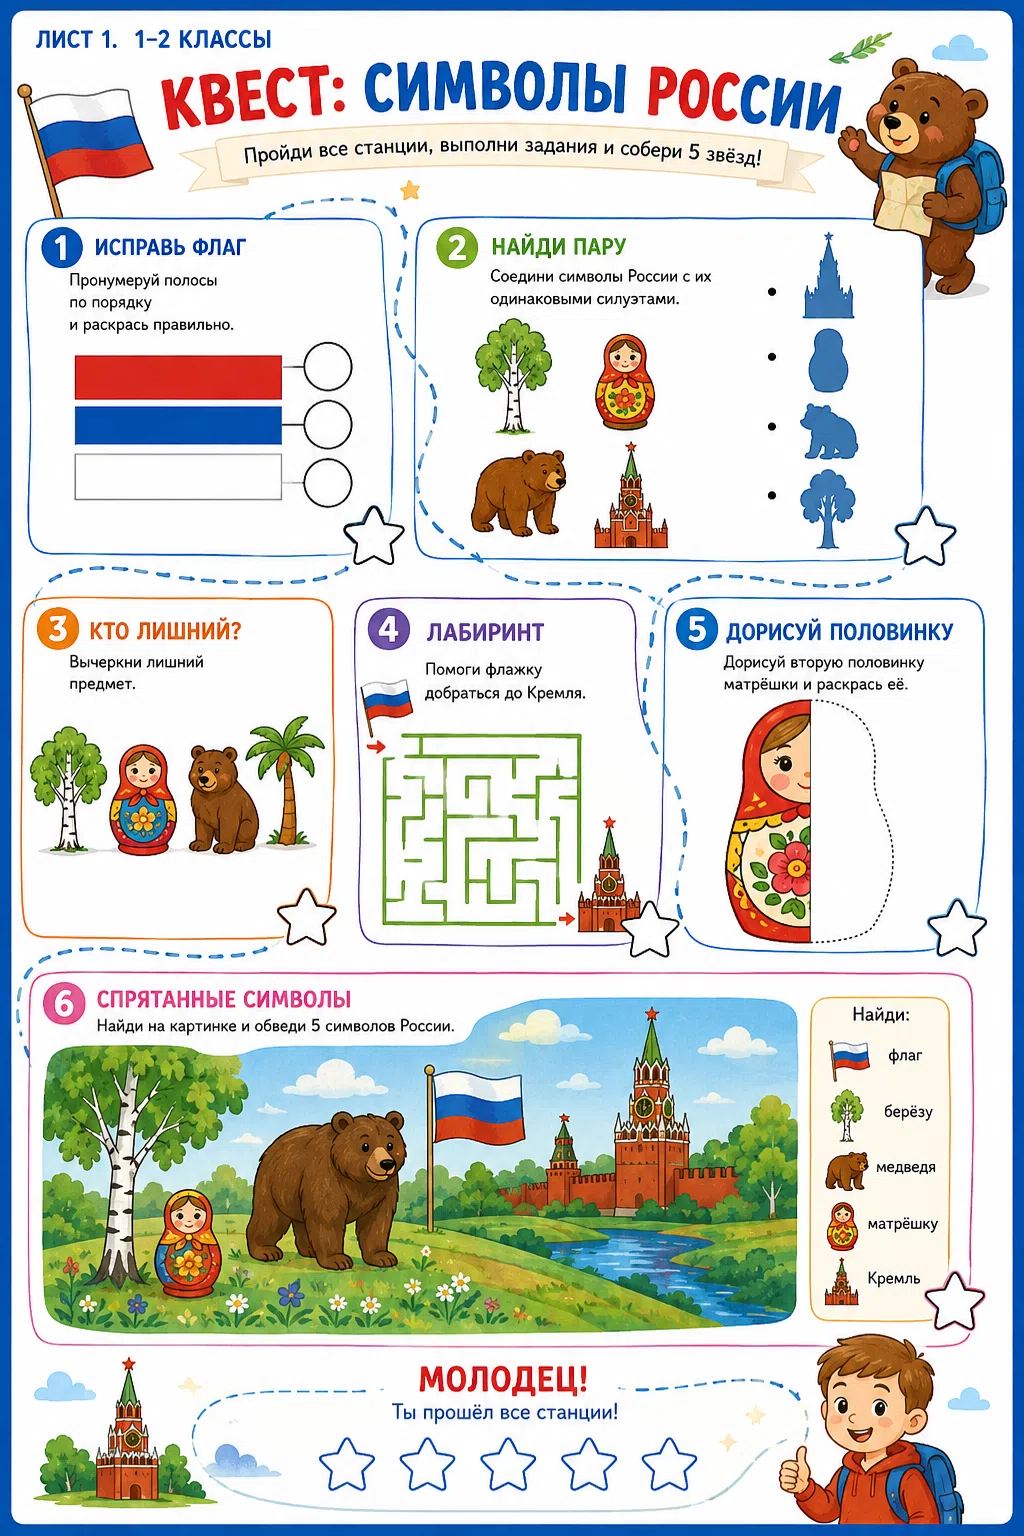 ЛИСТ 1. 1–2 КЛАССЫ
КВЕСТ: СИМВОЛЫ РОССИИ
Пройди все станции, выполни задания и собери 5 звёзд!
1 ИСПРАВЬ ФЛАГ
Пронумеруй полосы
по порядку
и раскрась правильно.
2 НАЙДИ ПАРУ
Соедини символы России с их
одинаковыми силуэтами.
3 КТО ЛИШНИЙ?
Вычеркни лишний
предмет.
4 ЛАБИРИНТ
Помоги флажку
добраться до Кремля.
5 ДОРИСУЙ ПОЛОВИНКУ
Дорисуй вторую половинку
матрёшки и раскрась её.
6 СПРЯТАННЫЕ СИМВОЛЫ
Найди на картинке и обведи 5 символов России.
Найди:
флаг
берёзу
медведя
матрёшку
Кремль
МОЛОДЕЦ!
Ты прошёл все станции!